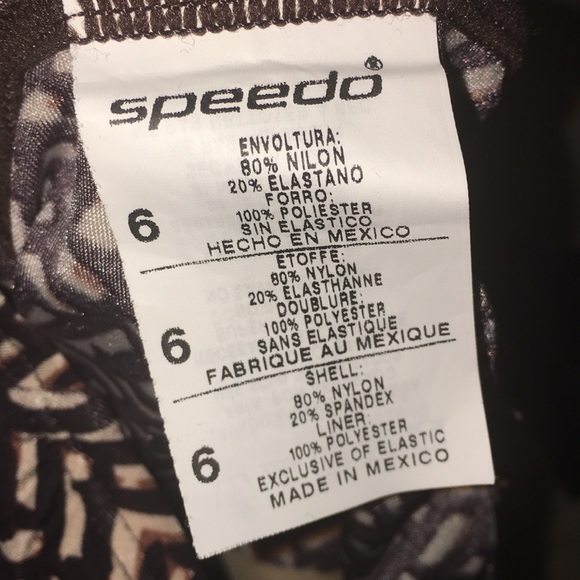 speedo®
ENVOLTURA:
80% NILON
20% ELASTANO
FORRO:
6 100% POLIESTER
SIN ELASTICO
HECHO EN MEXICO
ETOFFE:
80% NYLON
20% ELASTHANNE
DOUBLURE:
6 100% POLYESTER
SANS ELASTIQUE
FABRIQUE AU MEXIQUE
SHELL:
80% NYLON
20% SPANDEX
LINER:
6 100% POLYESTER
EXCLUSIVE OF ELASTIC
MADE IN MEXICO